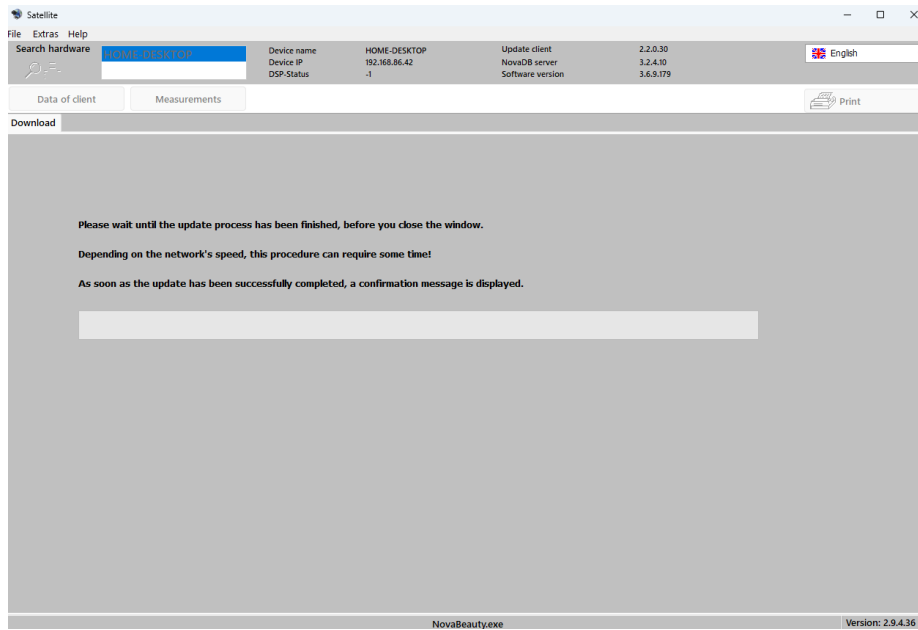 Satellite
File Extras Help
Search hardware
HOME-DESKTOP
Device name HOME-DESKTOP
Device IP 192.168.86.42
DSP-Status -1
Update client 2.2.0.30
NovaDB server 3.2.4.10
Software version 3.6.9.179
English
Data of client Measurements Print
Download
Please wait until the update process has been finished, before you close the window.
Depending on the network's speed, this procedure can require some time!
As soon as the update has been successfully completed, a confirmation message is displayed.
NovaBeauty.exe Version: 2.9.4.36